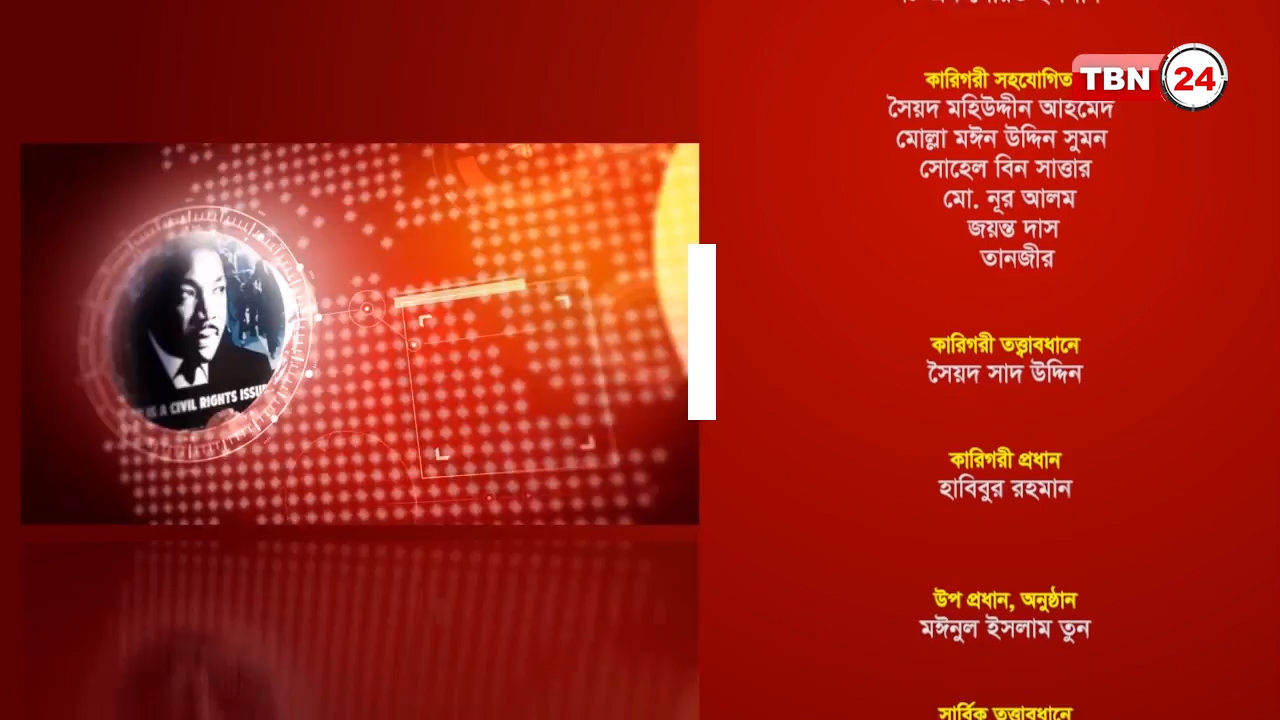 কারিগরী সহযোগিত
TBN 24
সৈয়দ মহিউদ্দীন আহমেদ
মোল্লা মঈন উদ্দিন সুমন
সোহেল বিন সাত্তার
মো. নূর আলম
জয়ন্ত দাস
তানজীর
A CIVIL RIGHTS ISSU
কারিগরী তত্ত্বাবধানে
সৈয়দ সাদ উদ্দিন
কারিগরী প্রধান
হাবিবুর রহমান
উপ প্রধান, অনুষ্ঠান
মঈনুল ইসলাম তুন
সার্বিক তত্ত্বাবধানে